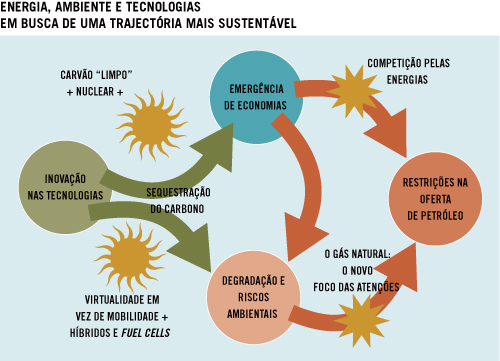 ENERGIA, AMBIENTE E TECNOLOGIAS
EM BUSCA DE UMA TRAJECTÓRIA MAIS SUSTENTÁVEL
CARVÃO “LIMPO”
+ NUCLEAR +
EMERGÊNCIA
DE ECONOMIAS
COMPETIÇÃO PELAS
ENERGIAS
INOVAÇÃO
NAS TECNOLOGIAS
SEQUESTRAÇÃO
DO CARBONO
RESTRIÇÕES NA
OFERTA
DE PETRÓLEO
VIRTUALIDADE EM
VEZ DE MOBILIDADE +
HÍBRIDOS E FUEL CELLS
DEGRADAÇÃO E
RISCOS
AMBIENTAIS
O GÁS NATURAL:
O NOVO
FOCO DAS ATENÇÕES